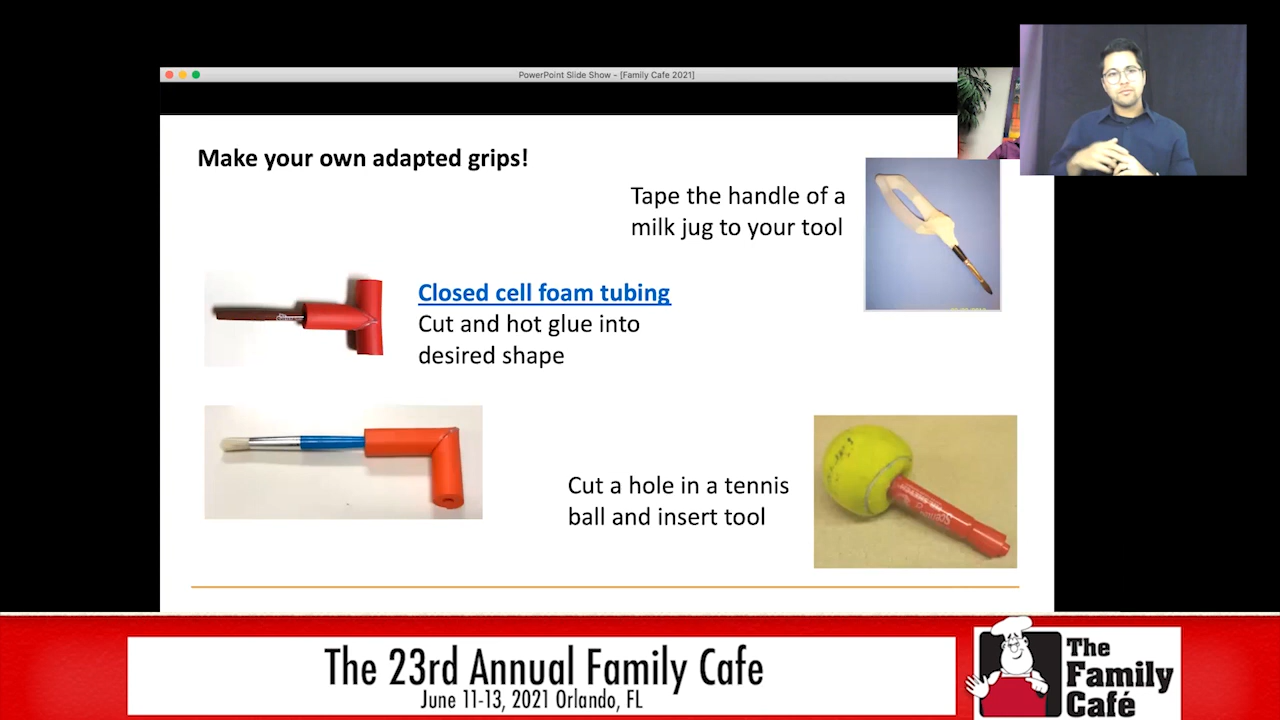 PowerPoint Slide Show - [Family Cafe 2021]
Make your own adapted grips!
Tape the handle of a
milk jug to your tool
Closed cell foam tubing
Cut and hot glue into
desired shape
Cut a hole in a tennis
ball and insert tool
The 23rd Annual Family Cafe
June 11-13, 2021 Orlando, FL
The
Family
Café